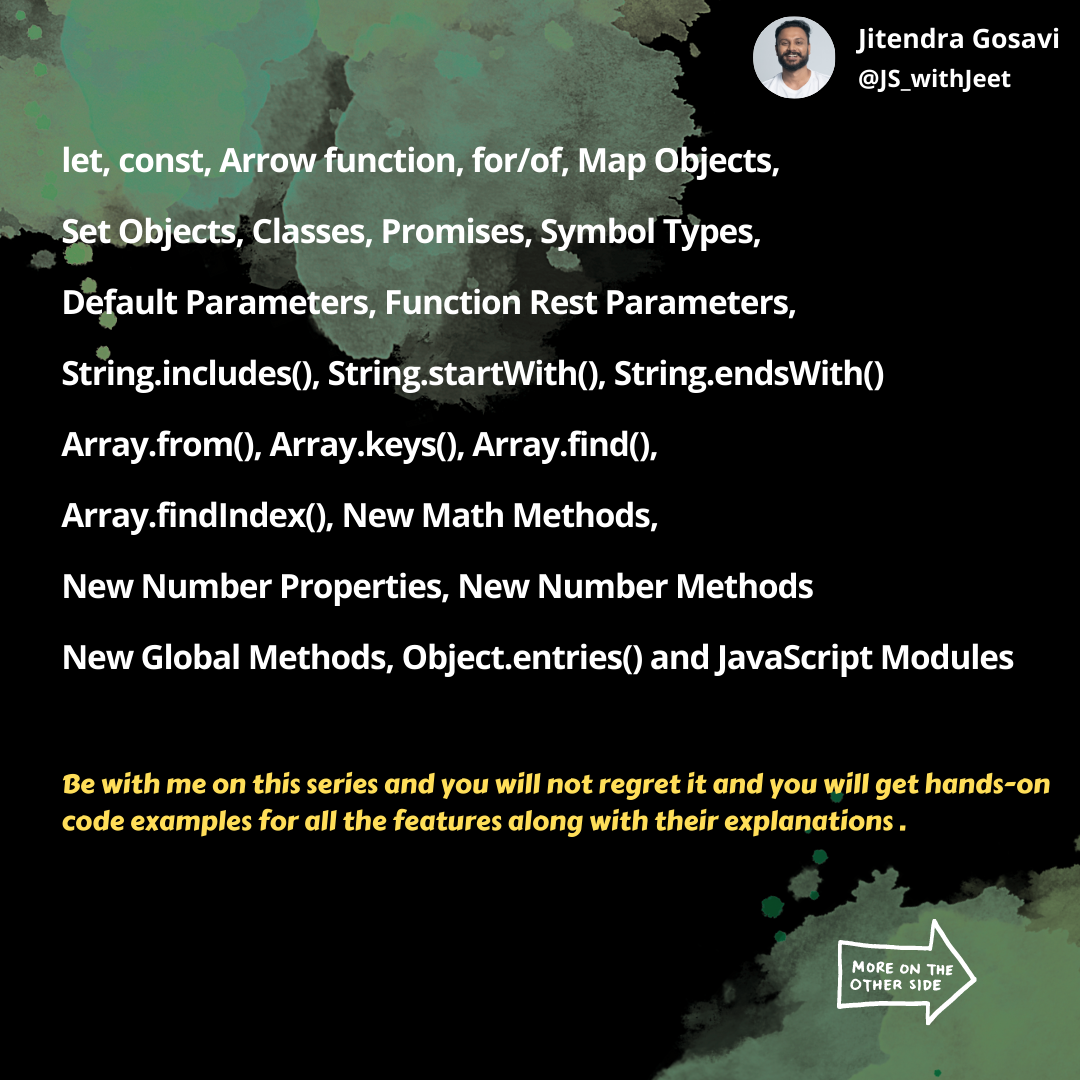 Jitendra Gosavi
@JS_withJeet
let, const, Arrow function, for/of, Map Objects,
Set Objects, Classes, Promises, Symbol Types,
Default Parameters, Function Rest Parameters,
String.includes(), String.startWith(), String.endsWith()
Array.from(), Array.keys(), Array.find(),
Array.findIndex(), New Math Methods,
New Number Properties, New Number Methods
New Global Methods, Object.entries() and JavaScript Modules
Be with me on this series and you will not regret it and you will get hands-on
code examples for all the features along with their explanations .
MORE ON THE
OTHER SIDE